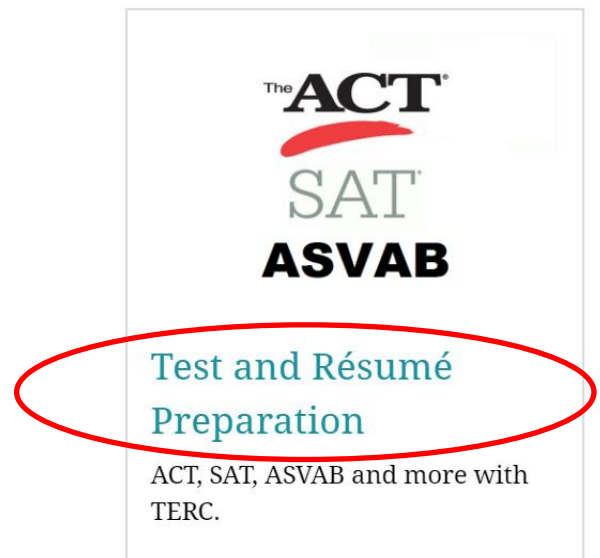 The ACT®
SAT®
ASVAB
Test and Résumé
Preparation
ACT, SAT, ASVAB and more with
TERC.